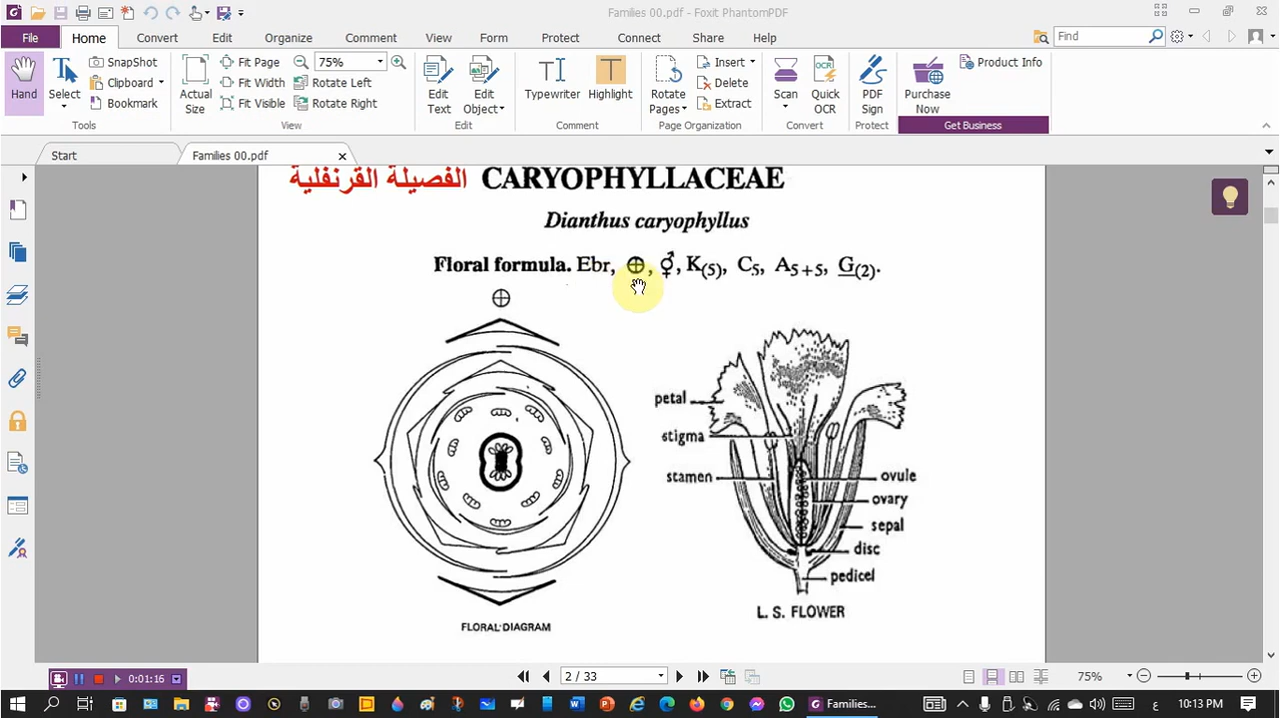 Families 00.pdf - Foxit PhantomPDF
File Home Convert Edit Organize Comment View Form Protect Connect Share Help Find
SnapShot Fit Page 75% Insert Product Info
Clipboard Fit Width Rotate Left Delete
Bookmark Fit Visible Rotate Right Extract
Hand Select Actual Size Edit Text Edit Object Typewriter Highlight Rotate Pages Scan Quick OCR PDF Sign Purchase Now
Tools View Edit Comment Page Organization Convert Protect Get Business
Start Families 00.pdf
الفصيلة القرنفلية CARYOPHYLLACEAE
Dianthus caryophyllus
Floral formula. Ebr, ⊕, ⚥, K(5), C5, A5+5, G(2).
⊕
petal
stigma
stamen
ovule
ovary
sepal
disc
pedicel
L. S. FLOWER
FLORAL DIAGRAM
0:01:16 2 / 33 75%
Families... ع 10:13 PM